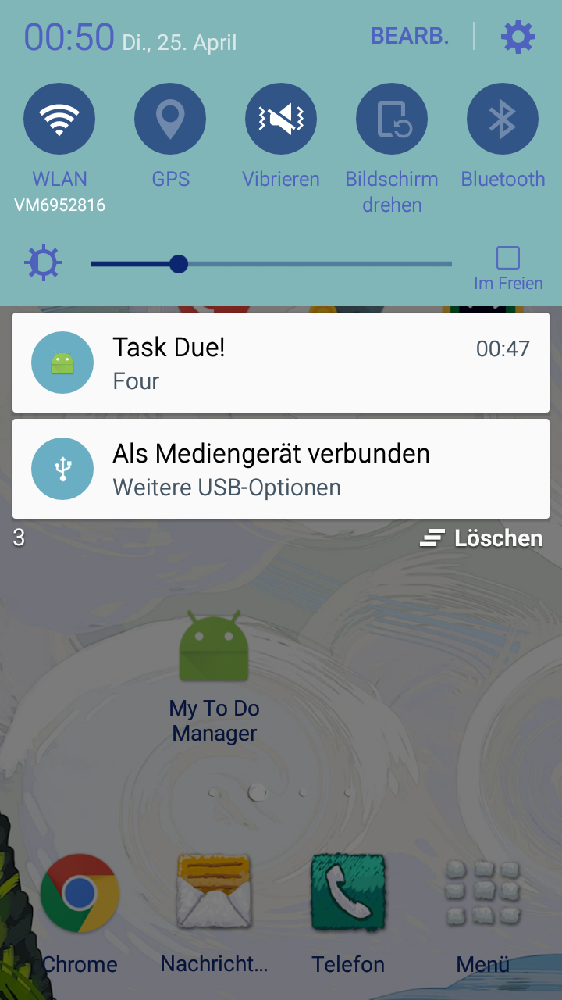 00:50 Di., 25. April BEARB.
WLAN GPS Vibrieren Bildschirm drehen Bluetooth
VM6952816
Im Freien
Task Due! 00:47
Four
Als Mediengerät verbunden
Weitere USB-Optionen
3 Löschen
My To Do
Manager
Chrome Nachricht... Telefon Menü